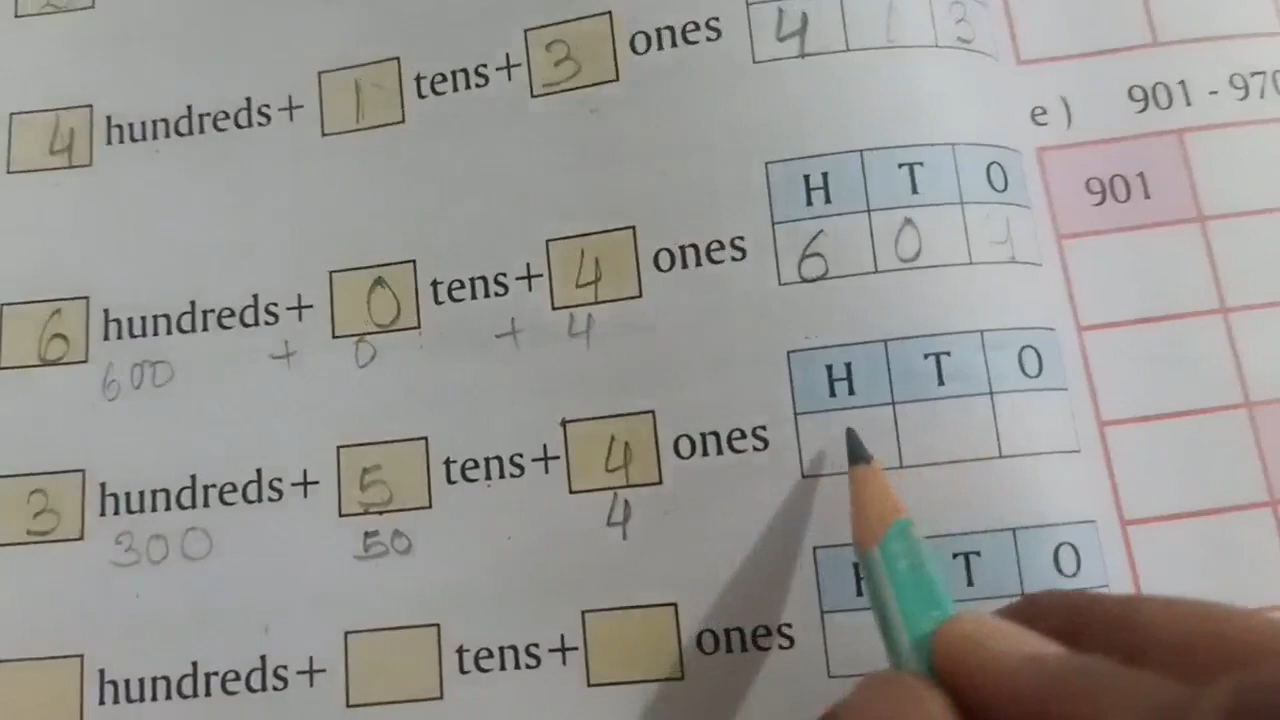 4 1 3
4 hundreds+ 1 tens+ 3 ones
e) 901 - 970
H T O
901
6 0 4
6 hundreds+ 0 tens+ 4 ones
600 + 0 + 4
H T O
3 hundreds+ 5 tens+ 4 ones
300 50 4
H T O
hundreds+ tens+ ones